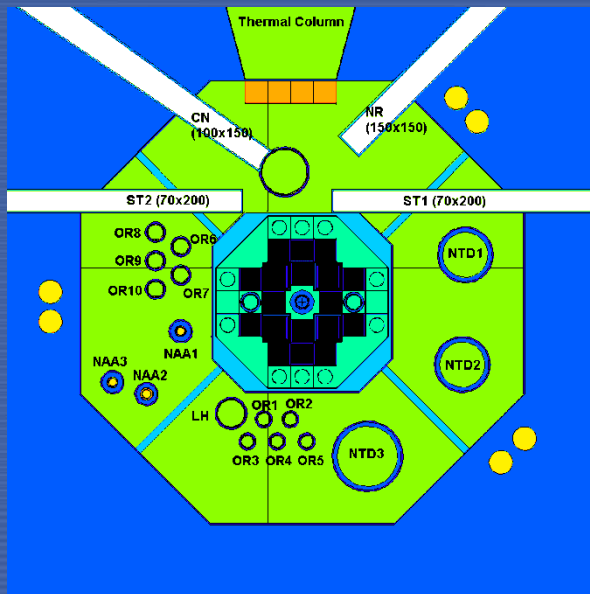 Thermal Column
CN
(100x150)
NR
(150x150)
ST2 (70x200)
ST1 (70x200)
OR8
OR6
OR9
OR7
OR10
NTD1
NAA1
NAA3
NAA2
NTD2
LH
OR1
OR2
OR3
OR4
OR5
NTD3